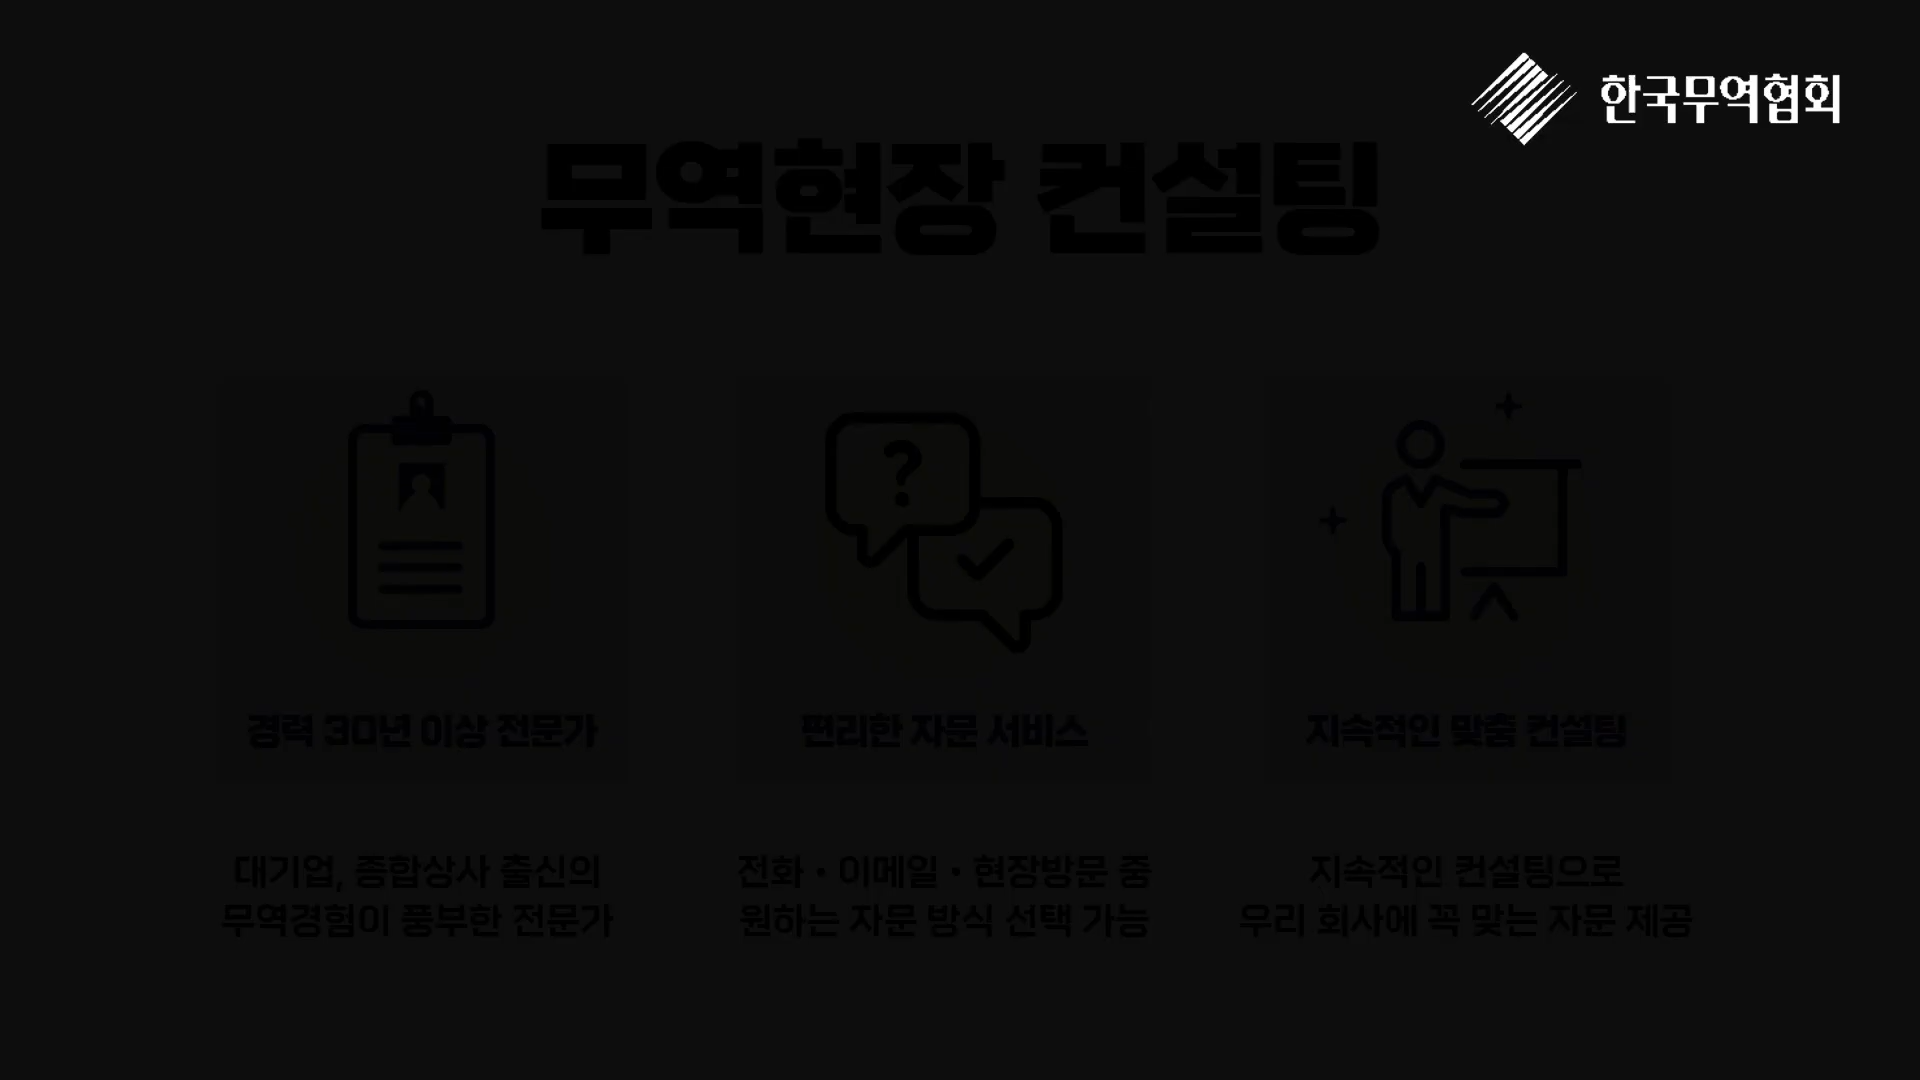 한국무역협회
무역현장 컨설팅
?
경력 30년 이상 전문가
대기업, 종합상사 출신의
무역경험이 풍부한 전문가
편리한 자문 서비스
전화 • 이메일 • 현장방문 중
원하는 자문 방식 선택 가능
지속적인 맞춤 컨설팅
지속적인 컨설팅으로
우리 회사에 꼭 맞는 자문 제공